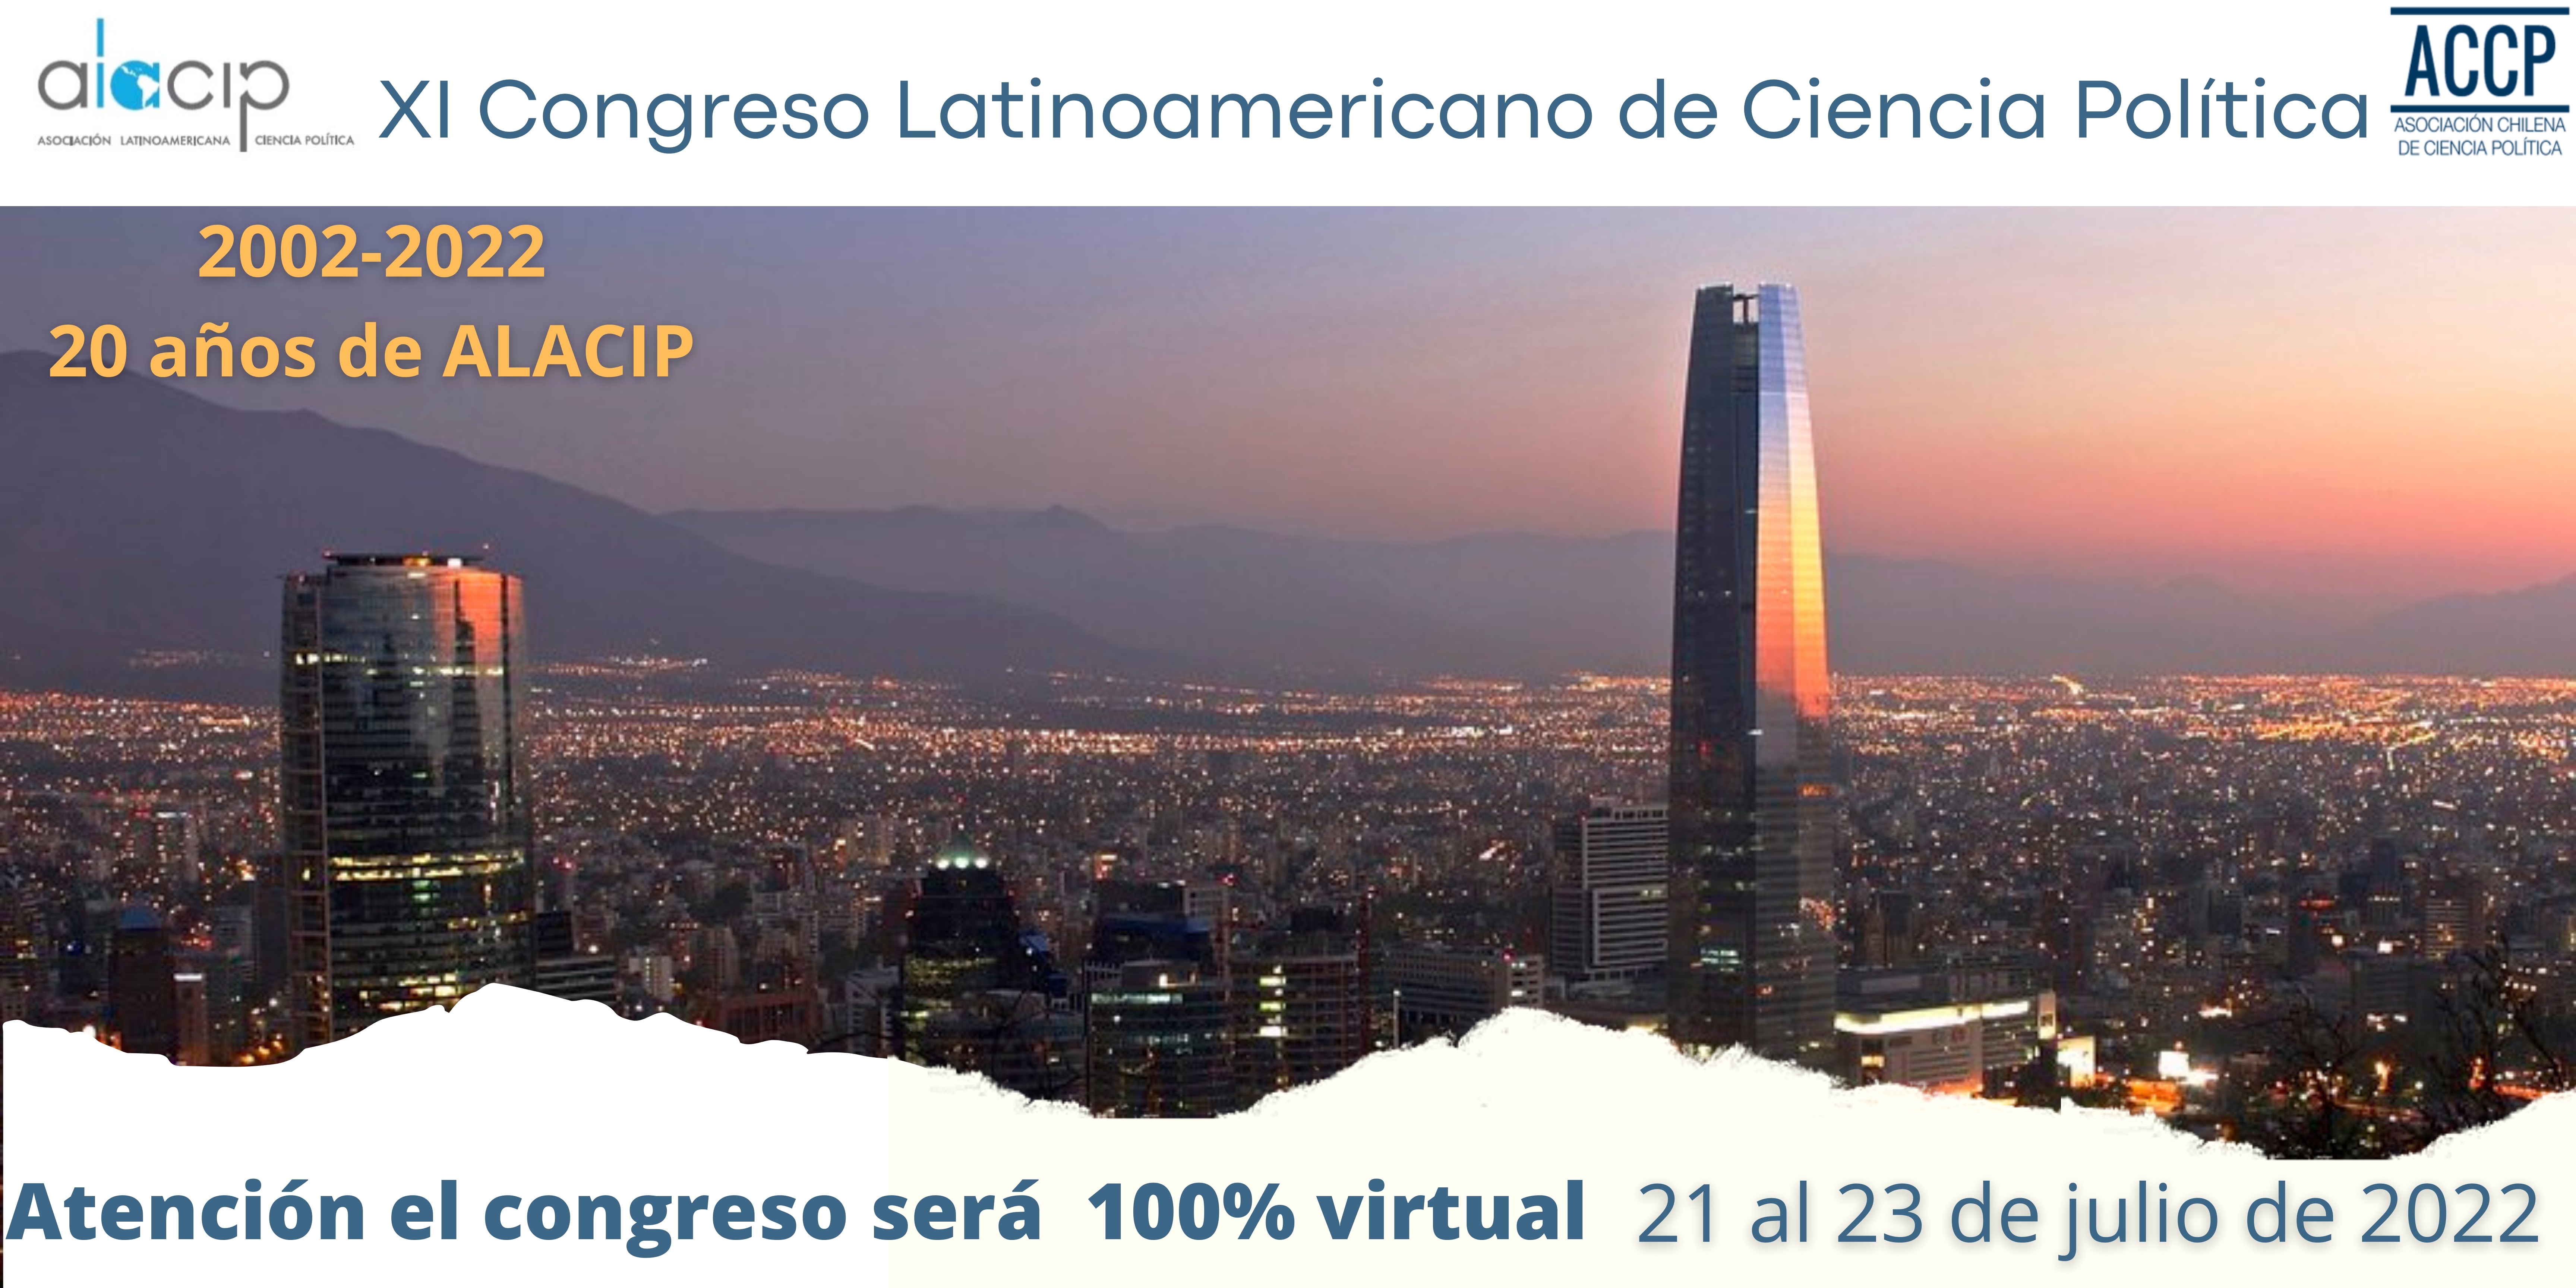 alacip
ASOCIACIÓN LATINOAMERICANA CIENCIA POLÍTICA
XI Congreso Latinoamericano de Ciencia Política
ACCP
ASOCIACIÓN CHILENA
DE CIENCIA POLÍTICA
2002-2022
20 años de ALACIP
Atención el congreso será 100% virtual
21 al 23 de julio de 2022